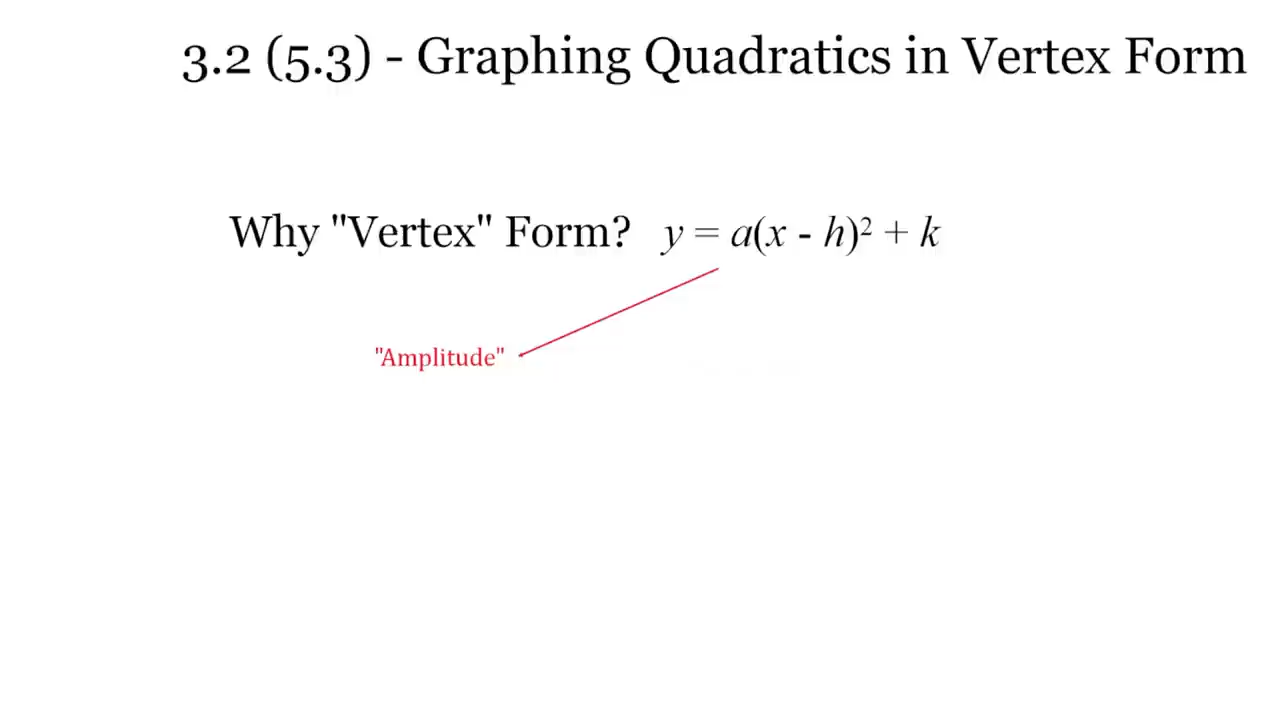 3.2 (5.3) - Graphing Quadratics in Vertex Form
Why "Vertex" Form? y = a(x - h)² + k
"Amplitude"